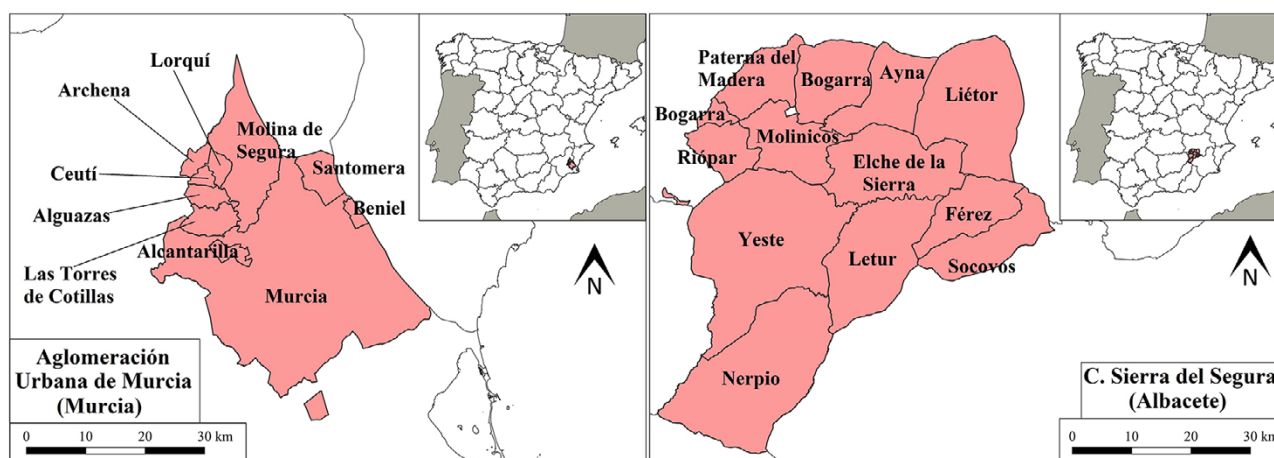 Lorquí
Archena
Molina de
Segura
Santomera
Ceutí
Beniel
Alguazas
Alcantarilla
Las Torres
de Cotillas
Murcia
N
Aglomeración
Urbana de Murcia
(Murcia)
0 10 20 30 km
Paterna del
Madera
Bogarra
Ayna
Liétor
Bogarra
Molinicos
Riópar
Elche de la
Sierra
Férez
Yeste
Letur
Socovos
N
Nerpio
C. Sierra del Segura
(Albacete)
0 10 20 30 km